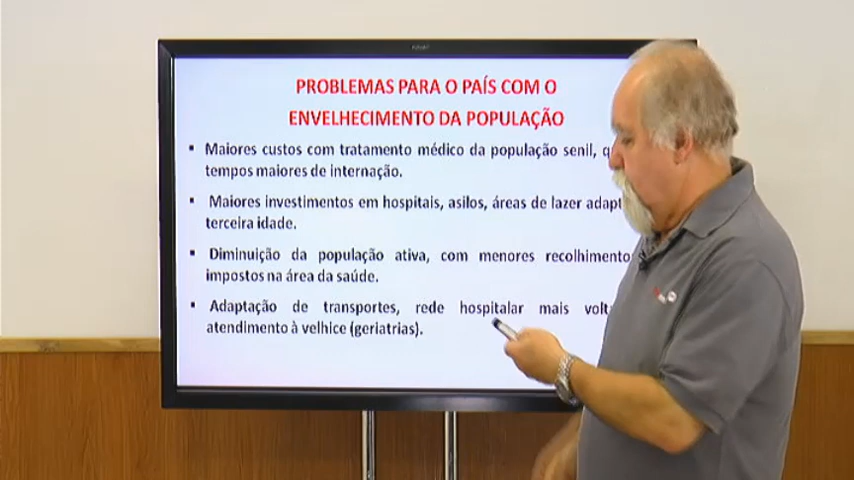 PROBLEMAS PARA O PAÍS COM O
ENVELHECIMENTO DA POPULAÇÃO
▪ Maiores custos com tratamento médico da população senil,
tempos maiores de internação.
▪ Maiores investimentos em hospitais, asilos, áreas de lazer
terceira idade.
▪ Diminuição da população ativa, com menores recolhimento
impostos na área da saúde.
▪ Adaptação de transportes, rede hospitalar mais
atendimento à velhice (geriatrias).